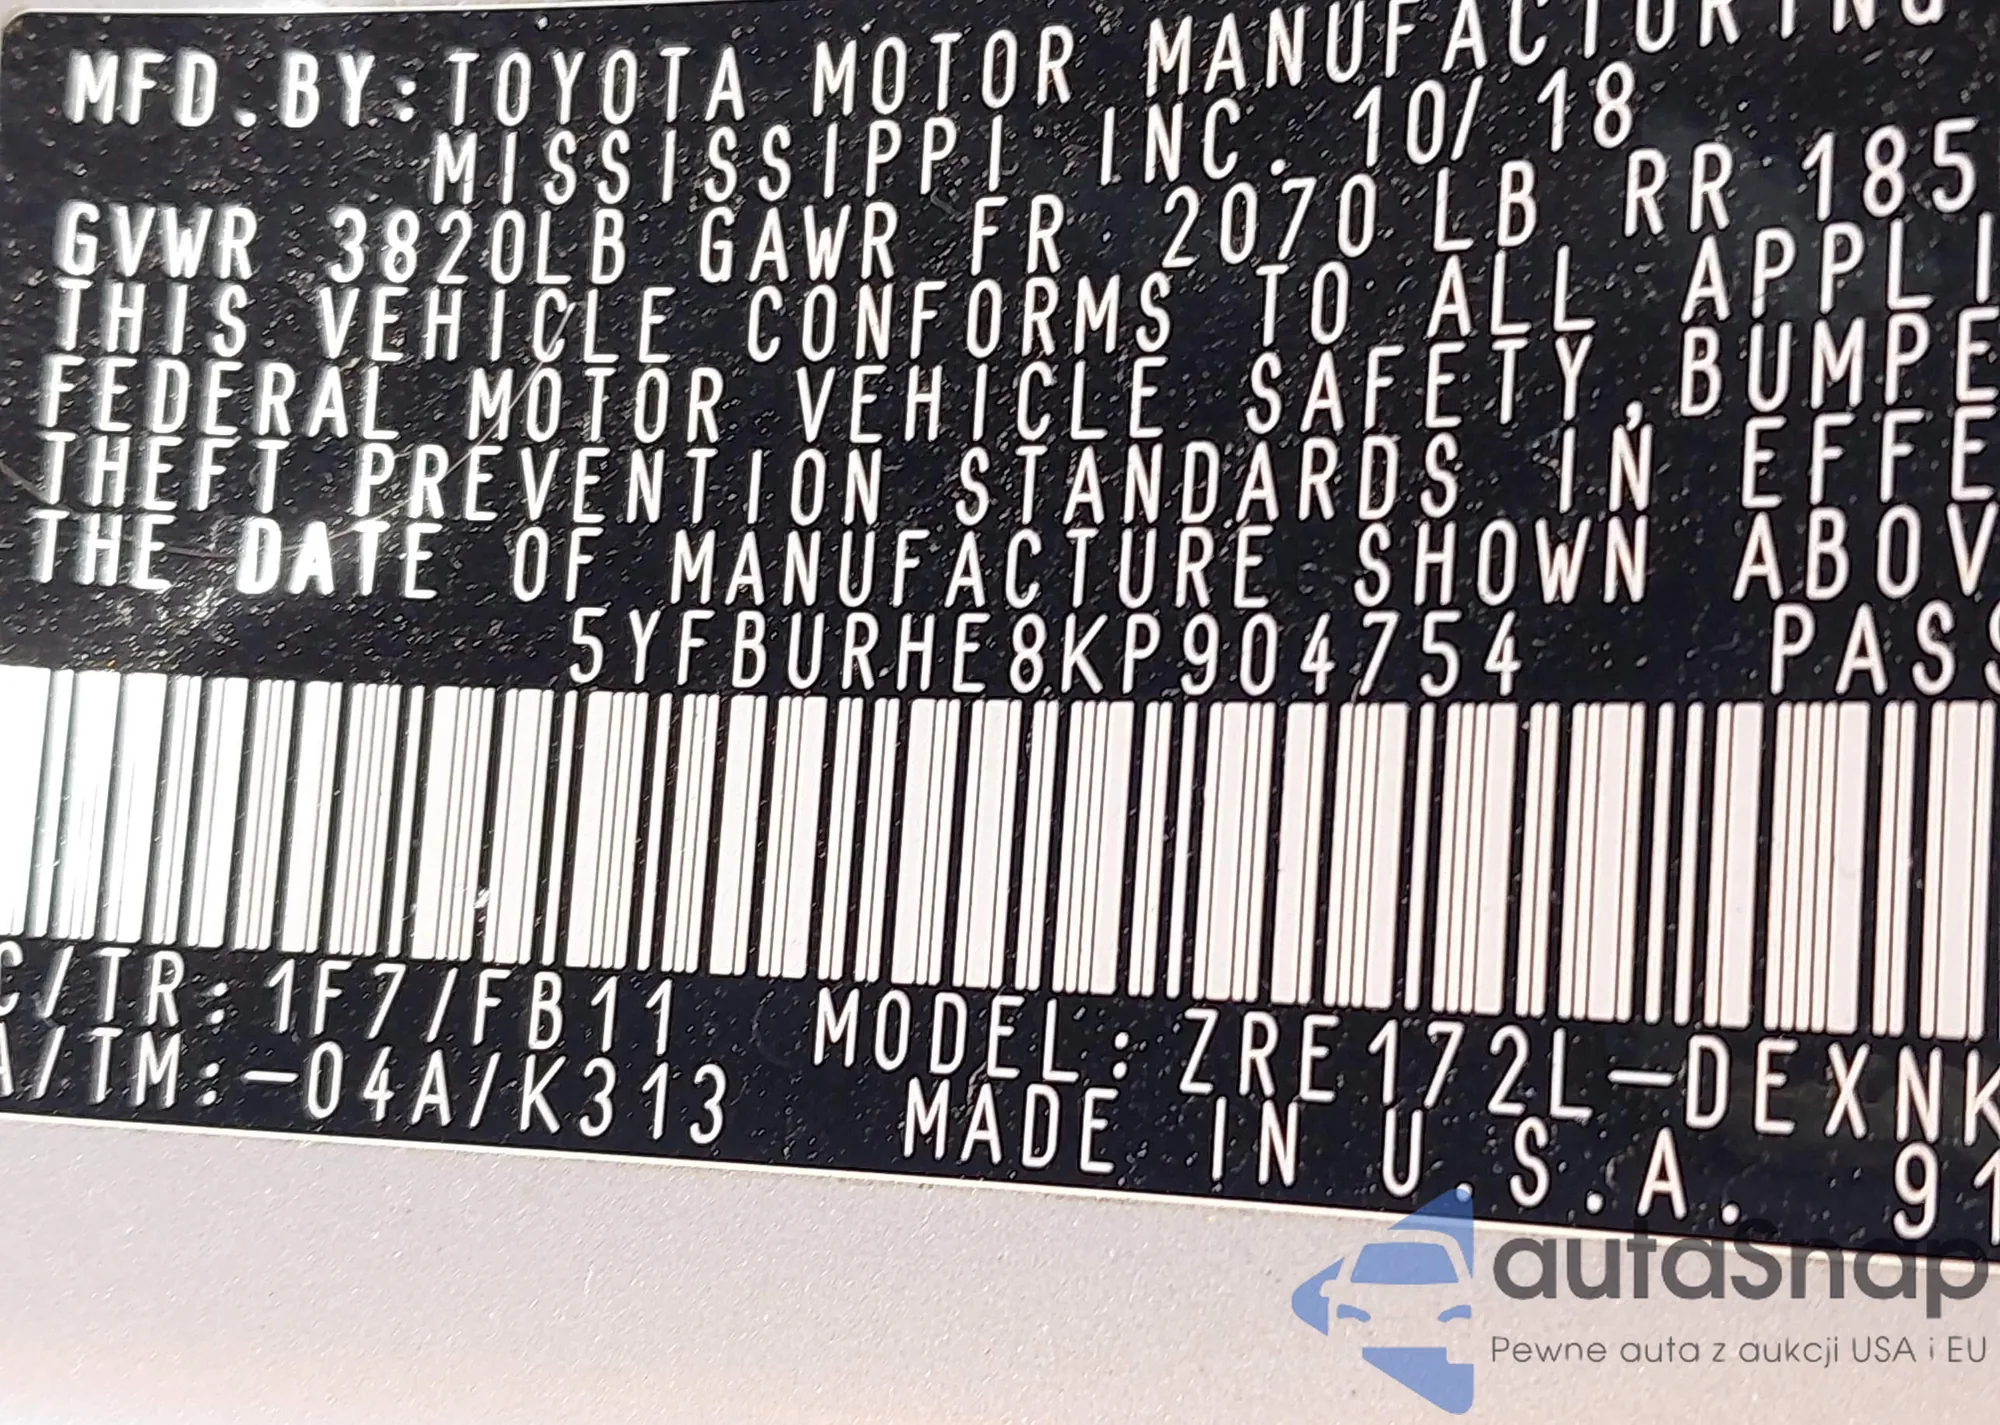 MFD.BY:TOYOTA MOTOR MANUFACTURING
MISSISSIPPI INC. 10/ 18
GVWR 3820LB GAWR FR 2070 LB RR 185
THIS VEHICLE CONFORMS TO ALL APPLI
FEDERAL MOTOR VEHICLE SAFETY,BUMPE
THEFT PREVENTION STANDARDS IN EFFE
THE DATE OF MANUFACTURE SHOWN ABOV
5YFBURHE8KP904754 PASS
C/TR:1F7/FB11 MODEL:ZRE172L-DEXNK
A/TM:-04A/K313 MADE IN U.S.A. 91
autaSnap
Pewne auta z aukcji USA i EU